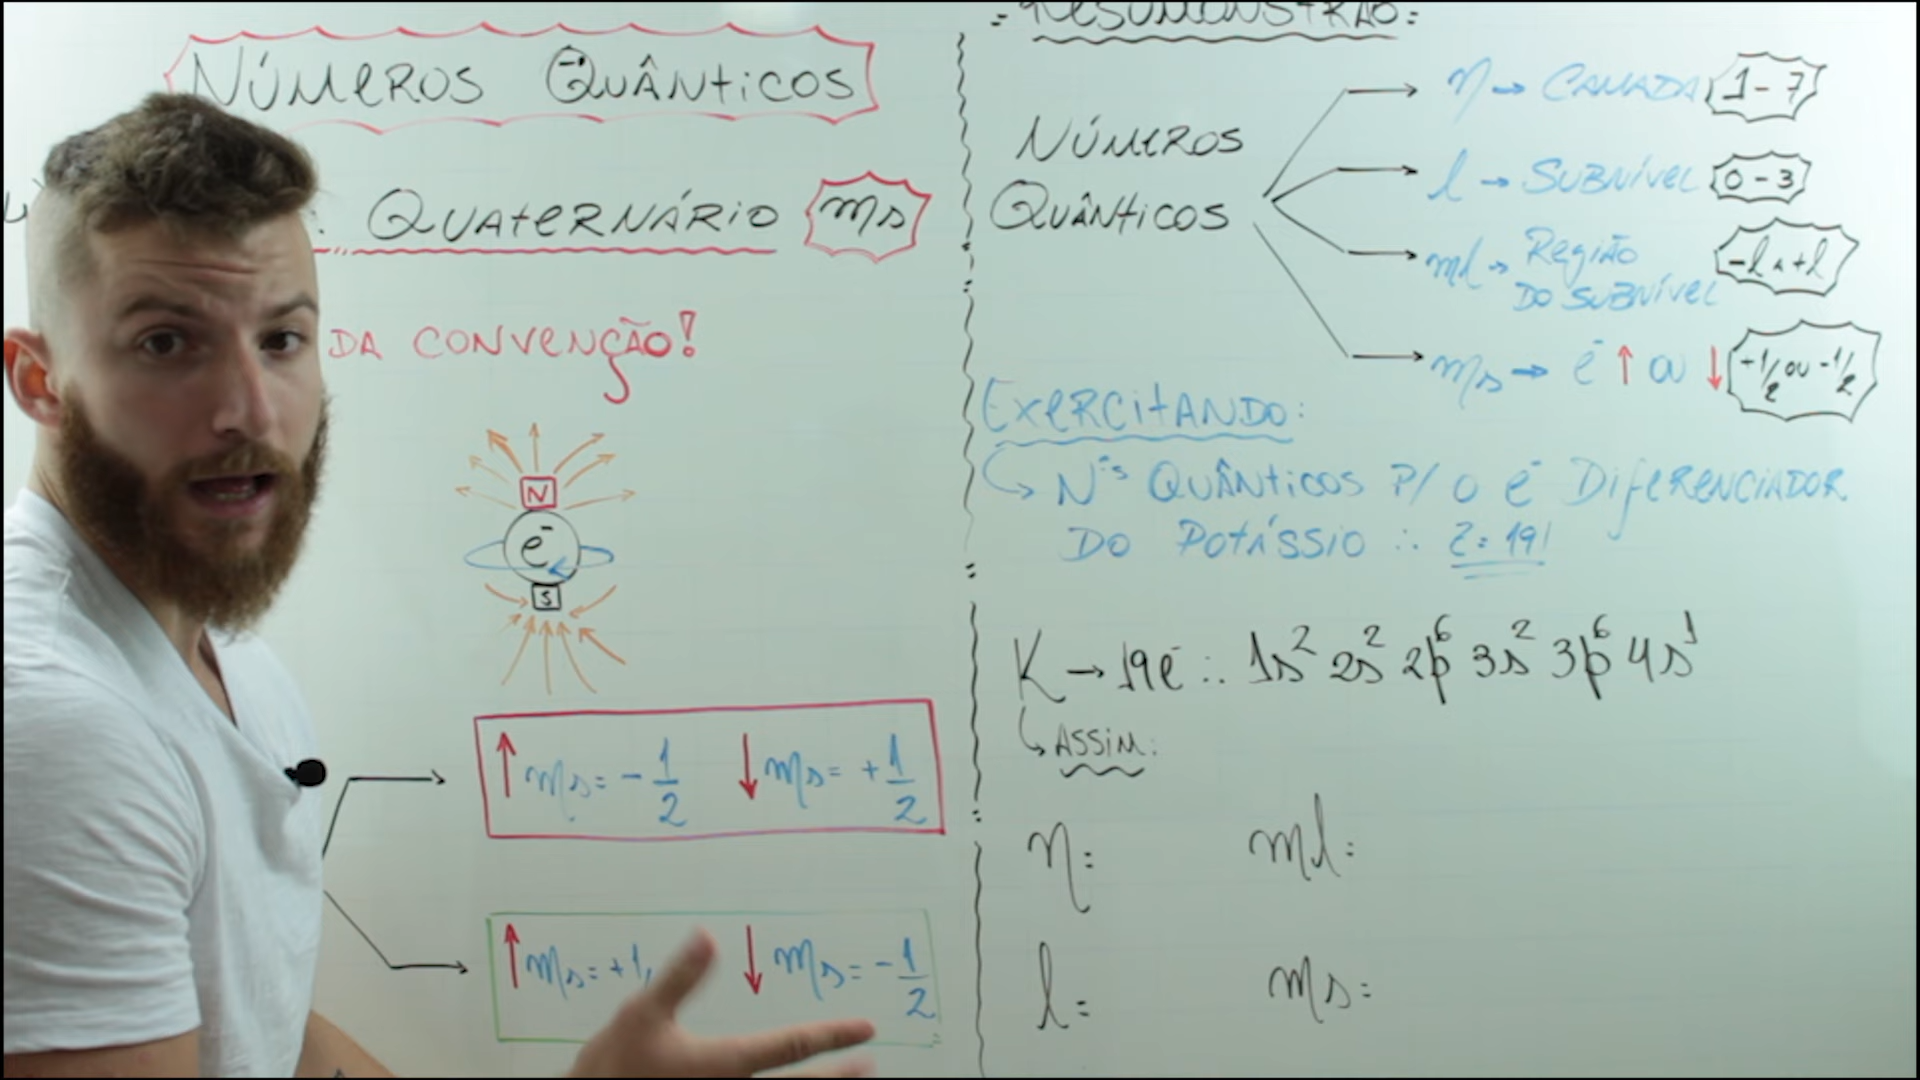 NÚMEROS QUÂNTICOS
QUATERNÁRIO ms
DA CONVENÇÃO!
N
e-
S
↑ ms = - 1/2 ↓ ms = + 1/2
↑ ms = +1 ↓ ms = - 1/2
NÚMEROS
QUÂNTICOS
n → CAMADA 1-7
l → SUBNÍVEL 0-3
ml → REGIÃO
DO SUBNÍVEL -l a +l
ms → e- ↑ ou ↓ +1/2 ou -1/2
EXERCITANDO:
↳ Nºs QUÂNTICOS P/ O e- DIFERENCIADOR
DO POTÁSSIO ∴ Z=19!
K → 19e- ∴ 1s² 2s² 2p⁶ 3s² 3p⁶ 4s¹
↳ ASSIM:
n= ml=
l= ms=